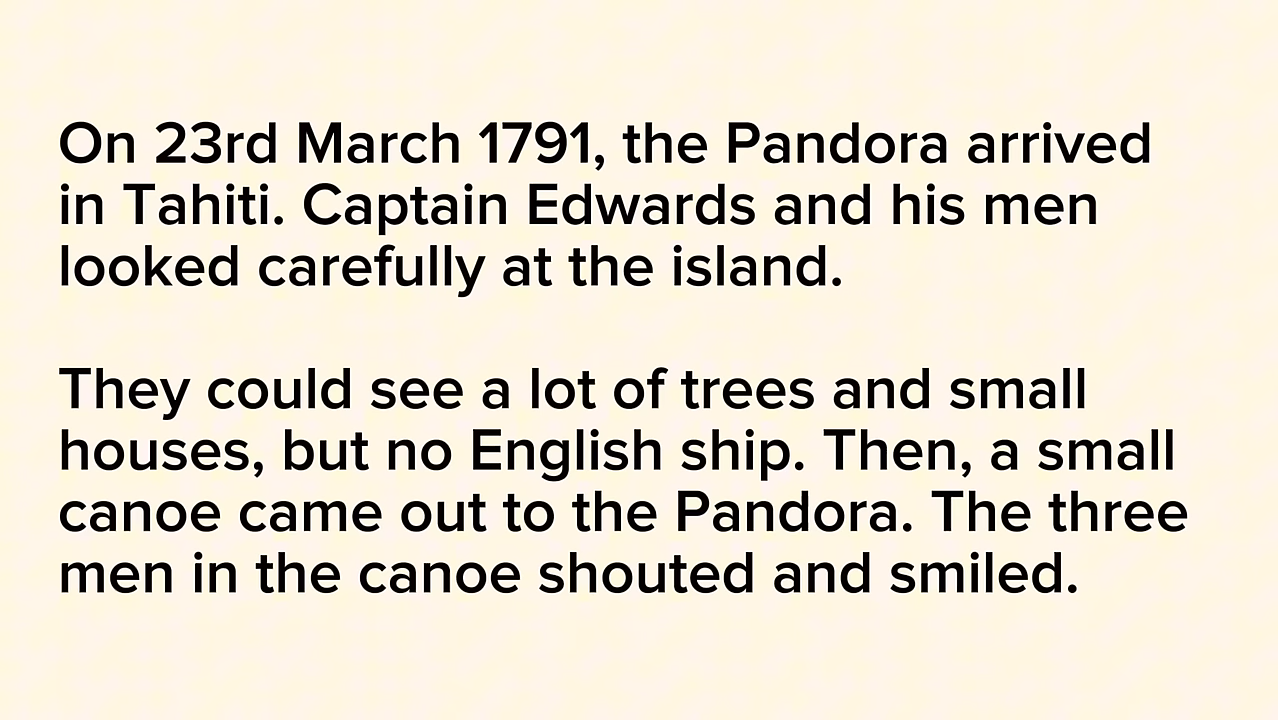 On 23rd March 1791, the Pandora arrived
in Tahiti. Captain Edwards and his men
looked carefully at the island.
They could see a lot of trees and small
houses, but no English ship. Then, a small
canoe came out to the Pandora. The three
men in the canoe shouted and smiled.